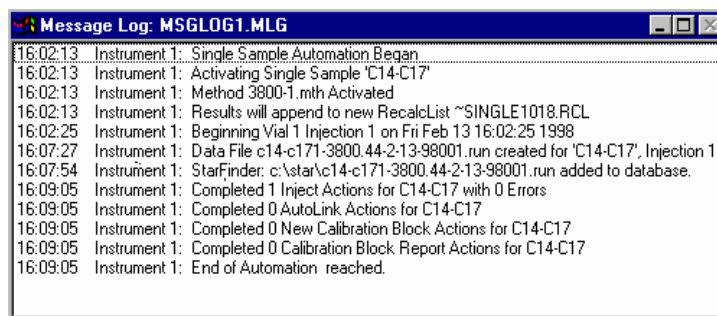 Message Log: MSGLOG1.MLG
16:02:13 Instrument 1: Single Sample Automation Began
16:02:13 Instrument 1: Activating Single Sample 'C14-C17'
16:02:13 Instrument 1: Method 3800-1.mth Activated
16:02:13 Instrument 1: Results will append to new RecalcList ~SINGLE1018.RCL
16:02:25 Instrument 1: Beginning Vial 1 Injection 1 on Fri Feb 13 16:02:25 1998
16:07:27 Instrument 1: Data File c14-c171-3800.44-2-13-98001.run created for 'C14-C17', Injection 1
16:07:54 Instrument 1: StarFinder: c:\star\c14-c171-3800.44-2-13-98001.run added to database.
16:09:05 Instrument 1: Completed 1 Inject Actions for C14-C17 with 0 Errors
16:09:05 Instrument 1: Completed 0 AutoLink Actions for C14-C17
16:09:05 Instrument 1: Completed 0 New Calibration Block Actions for C14-C17
16:09:05 Instrument 1: Completed 0 Calibration Block Report Actions for C14-C17
16:09:05 Instrument 1: End of Automation reached.